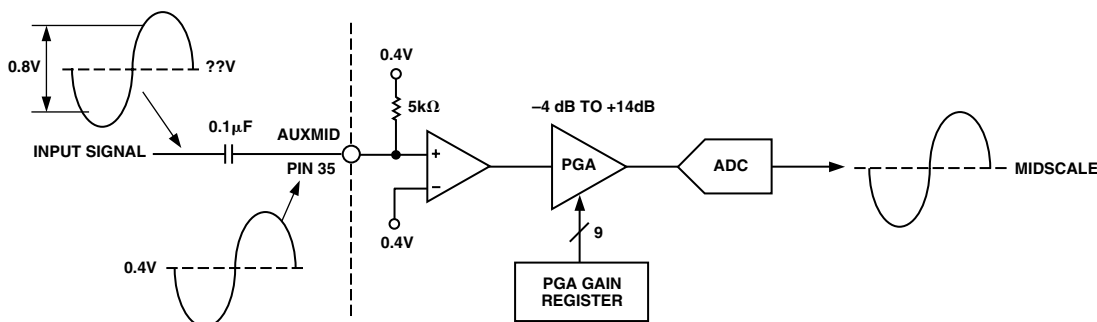 0.8V
??V
INPUT SIGNAL
0.1μF
AUXMID
PIN 35
0.4V
0.4V
5kΩ
+
–
0.4V
–4 dB TO +14dB
PGA
9
PGA GAIN
REGISTER
ADC
MIDSCALE